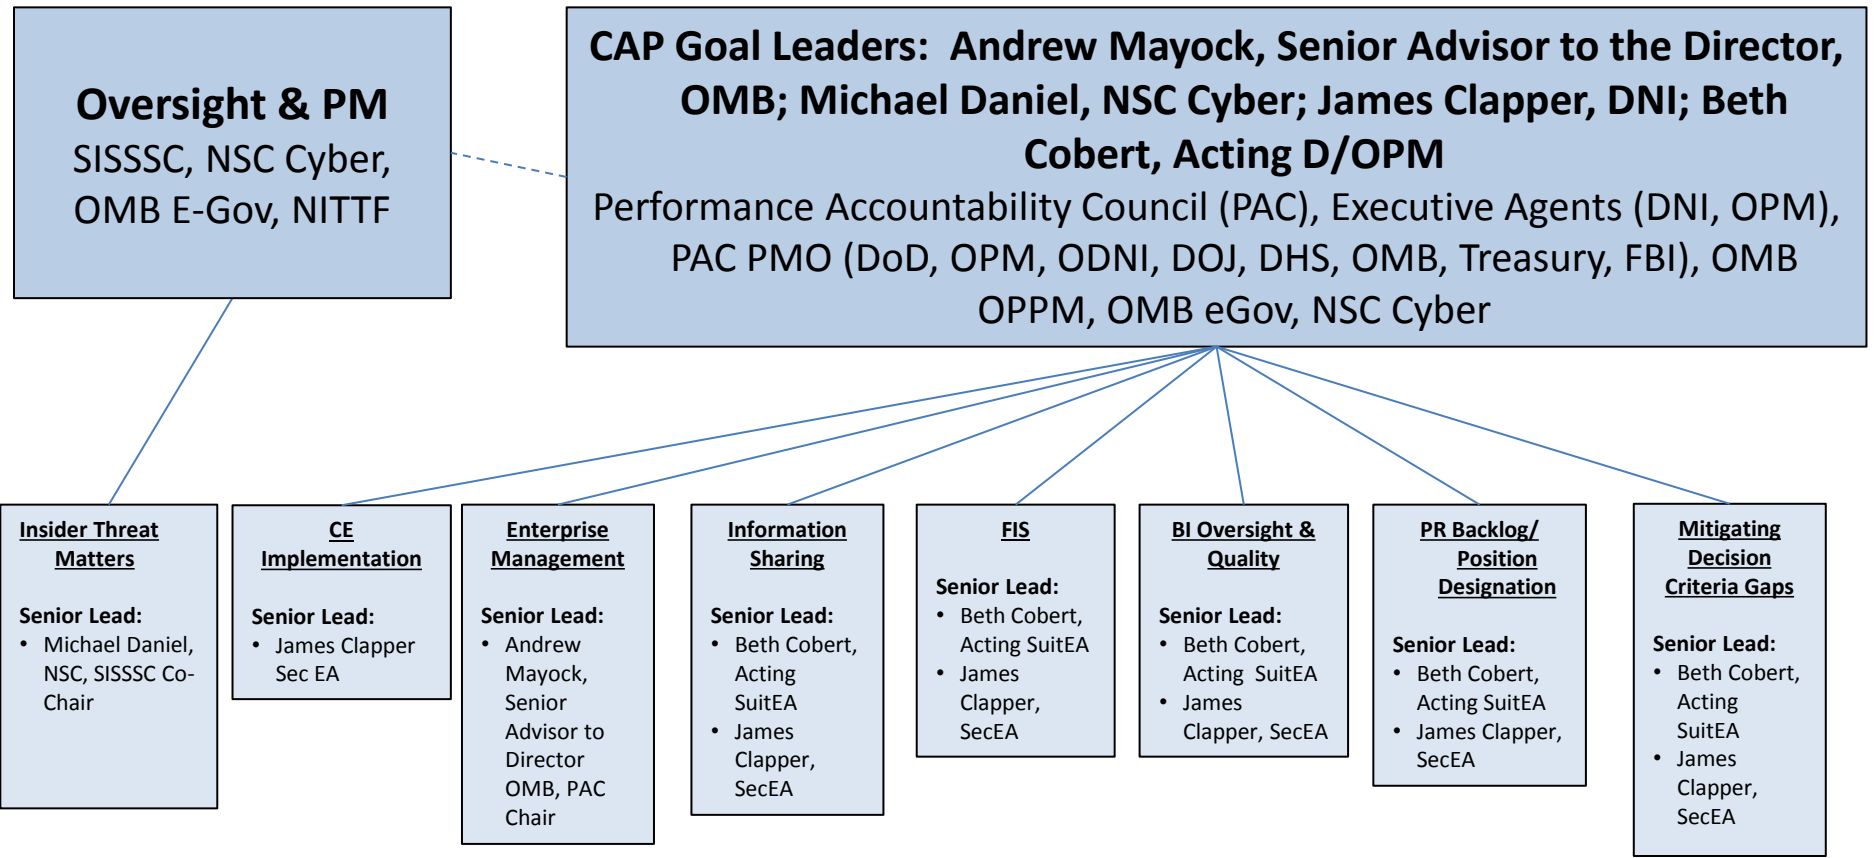 Oversight & PM
SISSSC, NSC Cyber,
OMB E-Gov, NITTF
CAP Goal Leaders: Andrew Mayock, Senior Advisor to the Director,
OMB; Michael Daniel, NSC Cyber; James Clapper, DNI; Beth
Cobert, Acting D/OPM
Performance Accountability Council (PAC), Executive Agents (DNI, OPM),
PAC PMO (DoD, OPM, ODNI, DOJ, DHS, OMB, Treasury, FBI), OMB
OPPM, OMB eGov, NSC Cyber
Insider Threat
Matters
Senior Lead:
• Michael Daniel,
NSC, SISSSC Co-
Chair
CE
Implementation
Senior Lead:
• James Clapper
Sec EA
Enterprise
Management
Senior Lead:
• Andrew
Mayock,
Senior
Advisor to
Director
OMB, PAC
Chair
Information
Sharing
Senior Lead:
• Beth Cobert,
Acting
SuitEA
• James
Clapper,
SecEA
FIS
Senior Lead:
• Beth Cobert,
Acting SuitEA
• James
Clapper,
SecEA
BI Oversight &
Quality
Senior Lead:
• Beth Cobert,
Acting SuitEA
• James
Clapper, SecEA
PR Backlog/
Position
Designation
Senior Lead:
• Beth Cobert,
Acting SuitEA
• James Clapper,
SecEA
Mitigating
Decision
Criteria Gaps
Senior Lead:
• Beth Cobert,
Acting
SuitEA
• James
Clapper,
SecEA